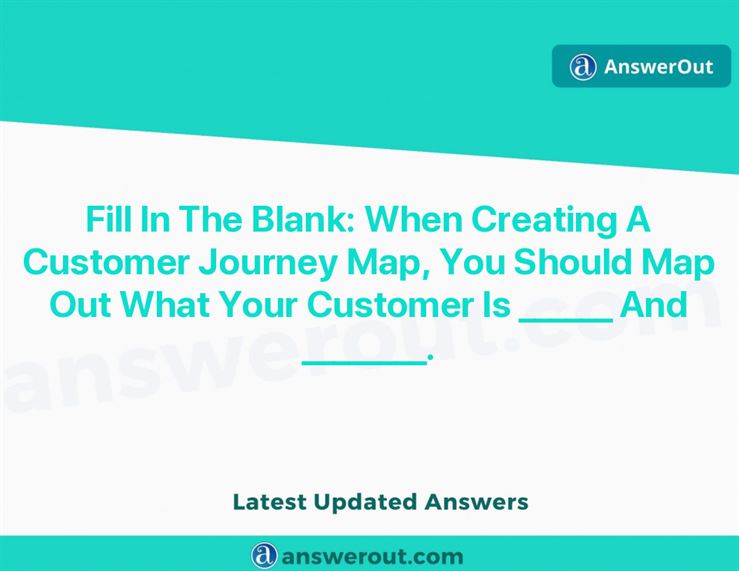 AnswerOut
Fill In The Blank: When Creating A
Customer Journey Map, You Should Map
Out What Your Customer Is ______ And
________.
answerout.com
Latest Updated Answers
answerout.com